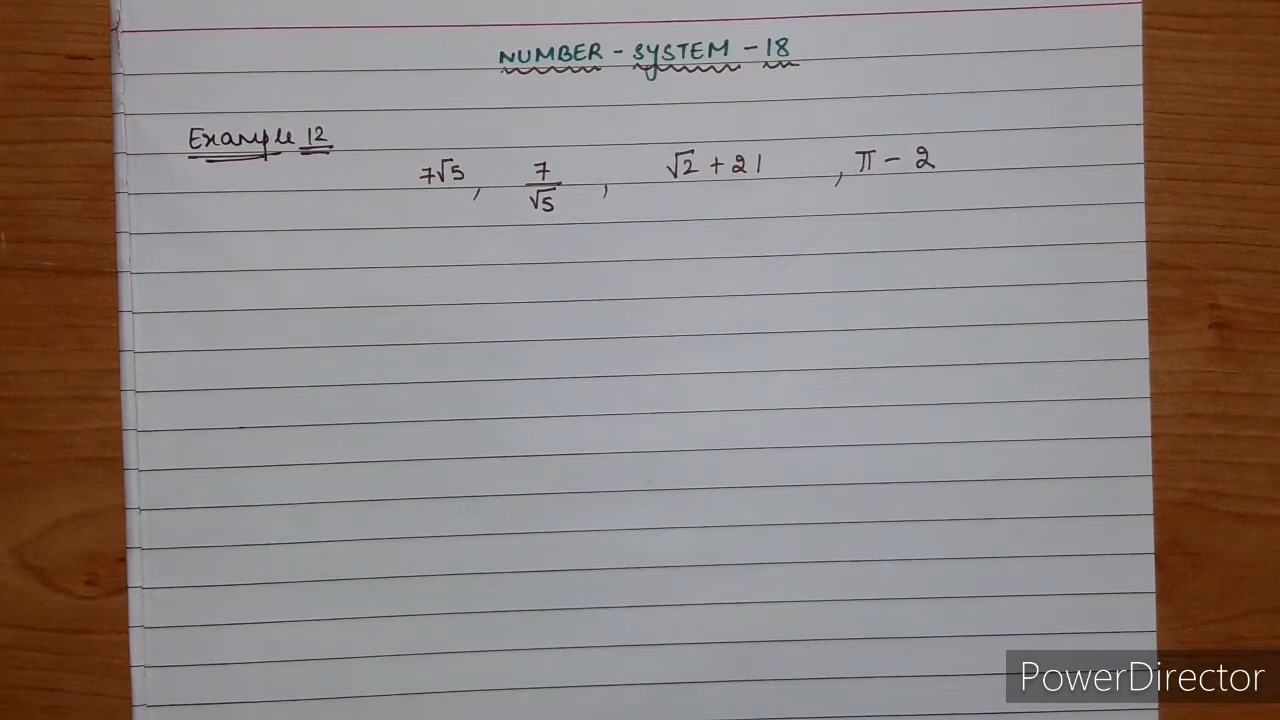 NUMBER - SYSTEM - 18
Example 12
7√5, 7/√5, √2 + 21, π - 2
PowerDirector